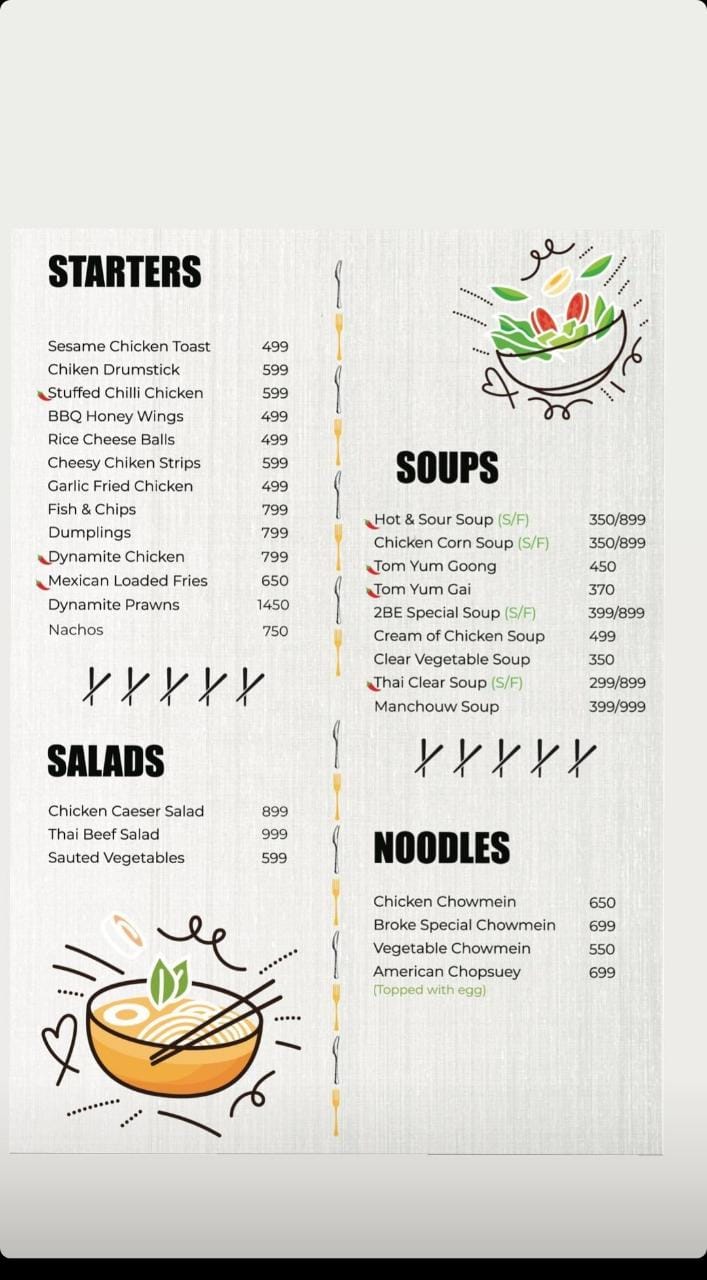 STARTERS
Sesame Chicken Toast 499
Chiken Drumstick 599
Stuffed Chilli Chicken 599
BBQ Honey Wings 499
Rice Cheese Balls 499
Cheesy Chiken Strips 599
Garlic Fried Chicken 499
Fish & Chips 799
Dumplings 799
Dynamite Chicken 799
Mexican Loaded Fries 650
Dynamite Prawns 1450
Nachos 750
SALADS
Chicken Caeser Salad 899
Thai Beef Salad 999
Sauted Vegetables 599
SOUPS
Hot & Sour Soup (S/F) 350/899
Chicken Corn Soup (S/F) 350/899
Tom Yum Goong 450
Tom Yum Gai 370
2BE Special Soup (S/F) 399/899
Cream of Chicken Soup 499
Clear Vegetable Soup 350
Thai Clear Soup (S/F) 299/899
Manchouw Soup 399/999
NOODLES
Chicken Chowmein 650
Broke Special Chowmein 699
Vegetable Chowmein 550
American Chopsuey 699
(Topped with egg)